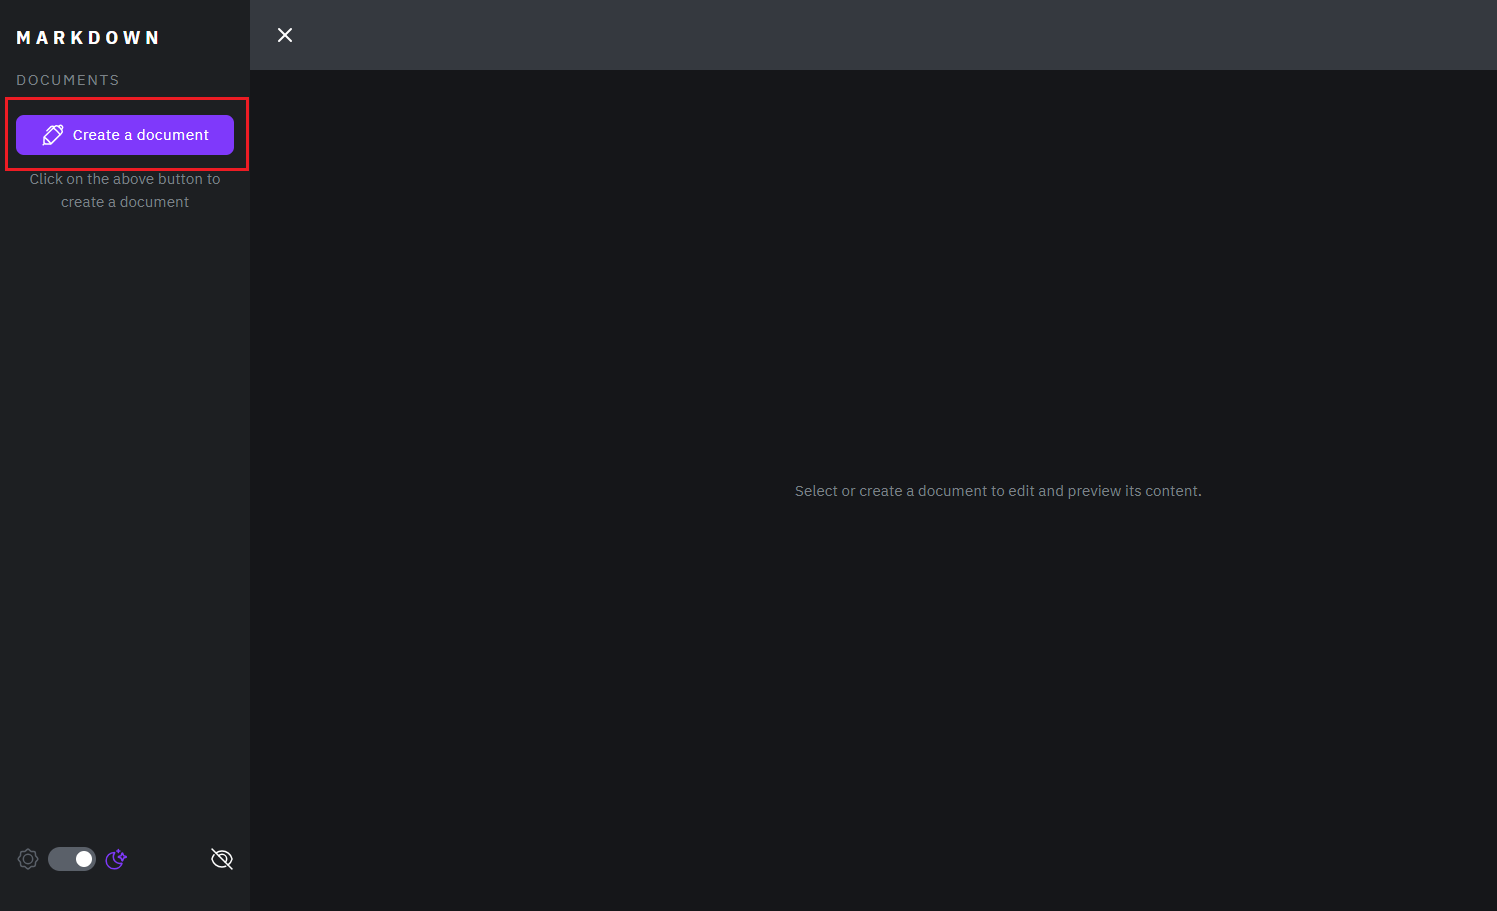 MARKDOWN
DOCUMENTS
Create a document
Click on the above button to
create a document
Select or create a document to edit and preview its content.